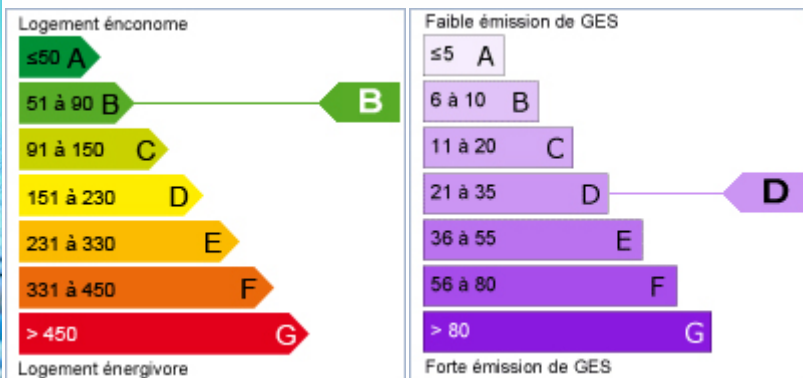 Logement énconome
≤50 A
51 à 90 B
B
91 à 150 C
151 à 230 D
231 à 330 E
331 à 450 F
> 450 G
Logement énergivore
Faible émission de GES
≤5 A
6 à 10 B
11 à 20 C
21 à 35 D
D
36 à 55 E
56 à 80 F
> 80 G
Forte émission de GES